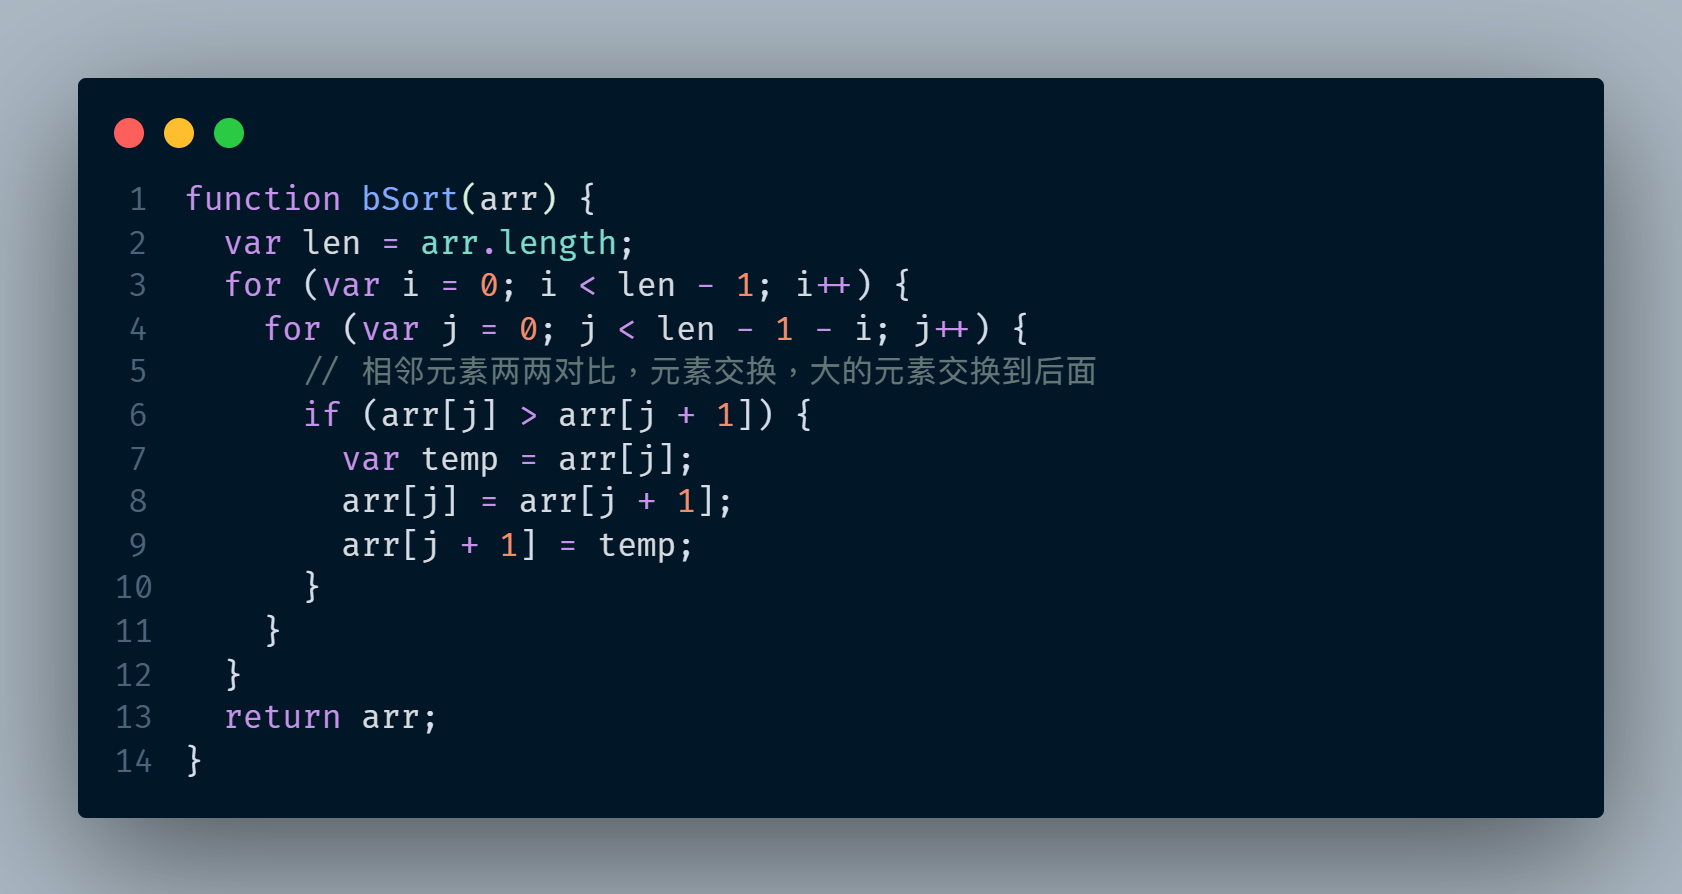 1 function bSort(arr) {
2   var len = arr.length;
3   for (var i = 0; i < len - 1; i++) {
4     for (var j = 0; j < len - 1 - i; j++) {
5       // 相邻元素两两对比，元素交换，大的元素交换到后面
6       if (arr[j] > arr[j + 1]) {
7         var temp = arr[j];
8         arr[j] = arr[j + 1];
9         arr[j + 1] = temp;
10       }
11     }
12   }
13   return arr;
14 }